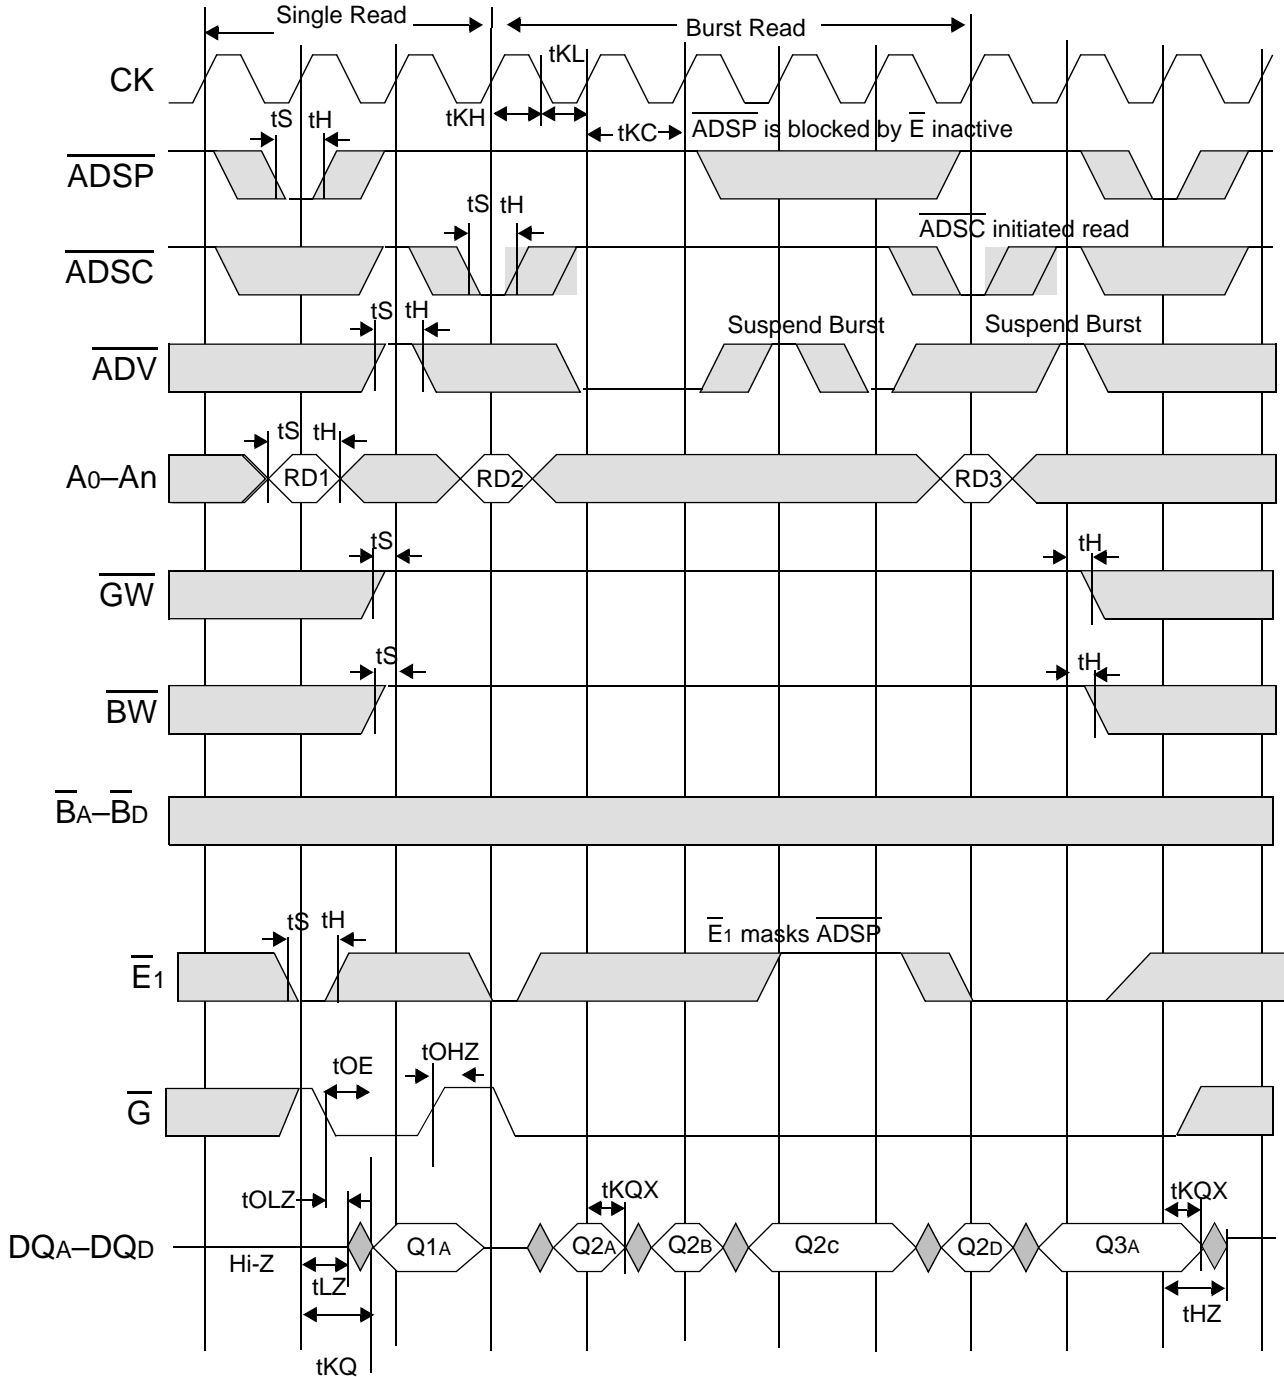 Single Read
Burst Read
CK
tKL
tKH
tKC
tS
tH
ADSP is blocked by E inactive
ADSP
tS
tH
ADSC initiated read
ADSC
tS
tH
Suspend Burst
Suspend Burst
ADV
tS
tH
A0–An
RD1
RD2
RD3
tS
tH
GW
tS
tH
BW
BA–BD
tS
tH
E1 masks ADSP
E1
tOE
tOHZ
G
tOLZ
tKQX
tKQX
DQA–DQD
Q1A
Q2A
Q2B
Q2C
Q2D
Q3A
Hi-Z
tLZ
tHZ
tKQ